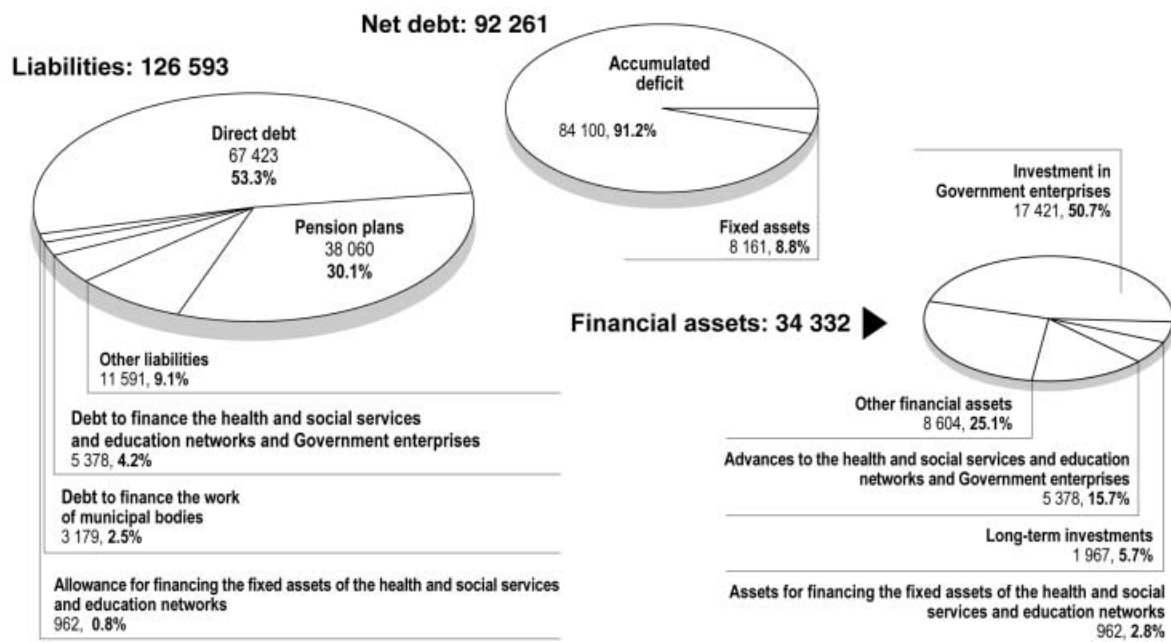 Net debt: 92 261
Liabilities: 126 593
Accumulated
deficit
84 100, 91.2%
Fixed assets
8 161, 8.8%
Direct debt
67 423
53.3%
Pension plans
38 060
30.1%
Other liabilities
11 591, 9.1%
Debt to finance the health and social services
and education networks and Government enterprises
5 378, 4.2%
Debt to finance the work
of municipal bodies
3 179, 2.5%
Allowance for financing the fixed assets of the health and social services
and education networks
962, 0.8%
Investment in
Government enterprises
17 421, 50.7%
Financial assets: 34 332
Other financial assets
8 604, 25.1%
Advances to the health and social services and education
networks and Government enterprises
5 378, 15.7%
Long-term investments
1 967, 5.7%
Assets for financing the fixed assets of the health and social
services and education networks
962, 2.8%